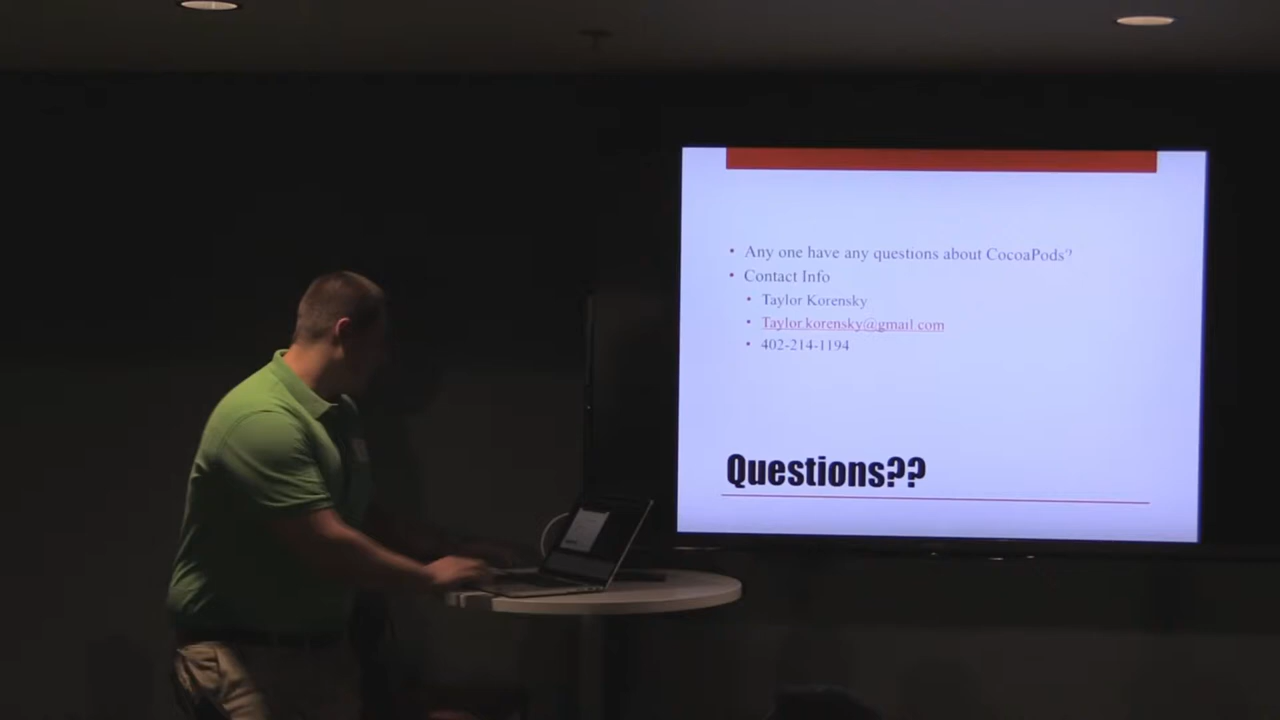 Any one have any questions about CocoaPods?
Contact Info
Taylor Korensky
Taylor.korensky@gmail.com
402-214-1194
Questions??